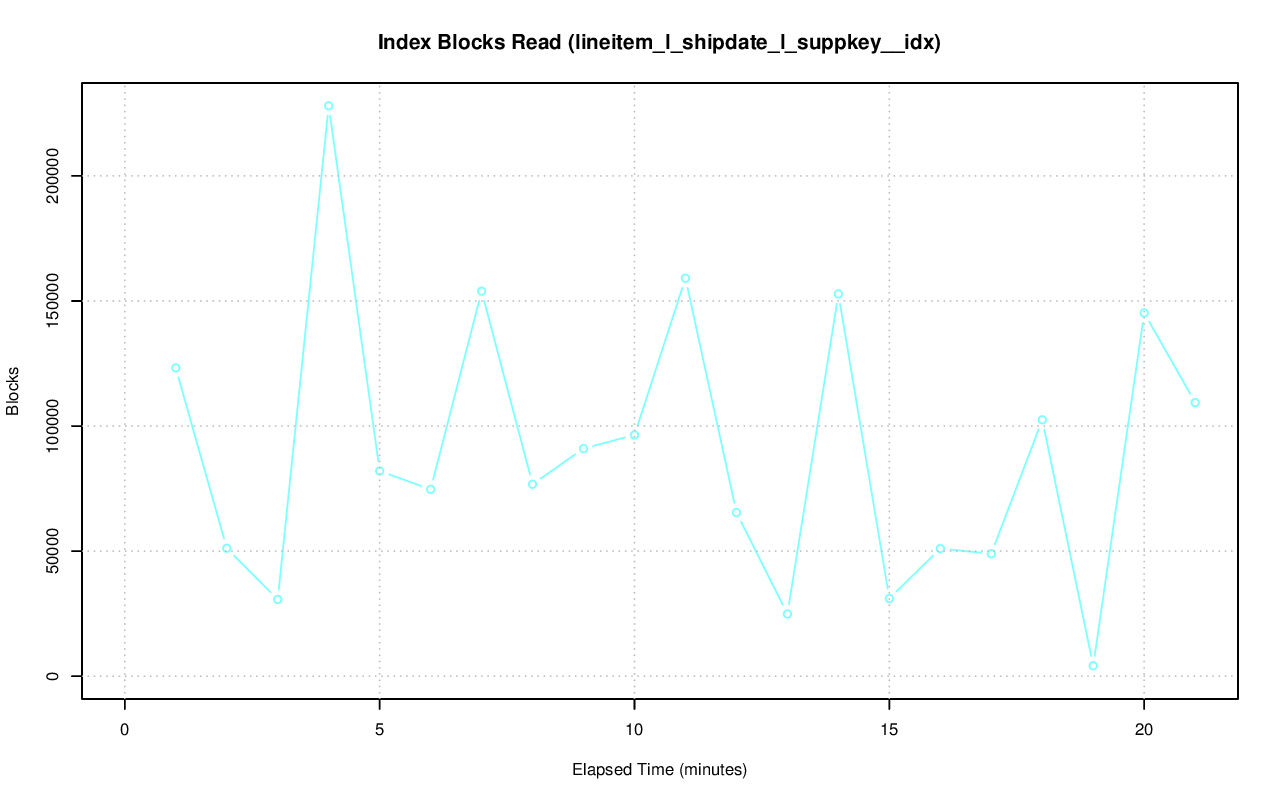 Index Blocks Read (lineitem_l_shipdate_l_suppkey__idx)
Blocks
200000
150000
100000
50000
0
0 5 10 15 20
Elapsed Time (minutes)